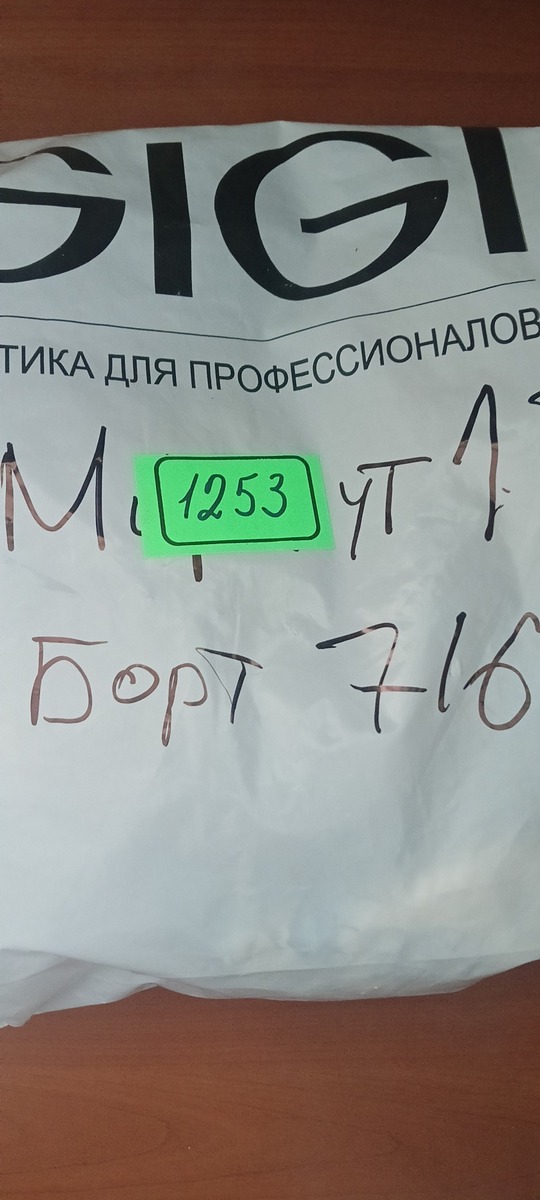 GIGI
ТИКА ДЛЯ ПРОФЕССИОНАЛОВ
1253
Борт 716